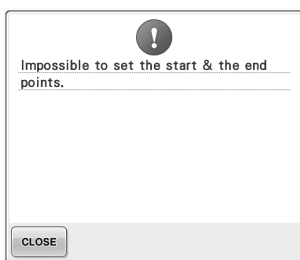 Impossible to set the start & the end
points.
CLOSE